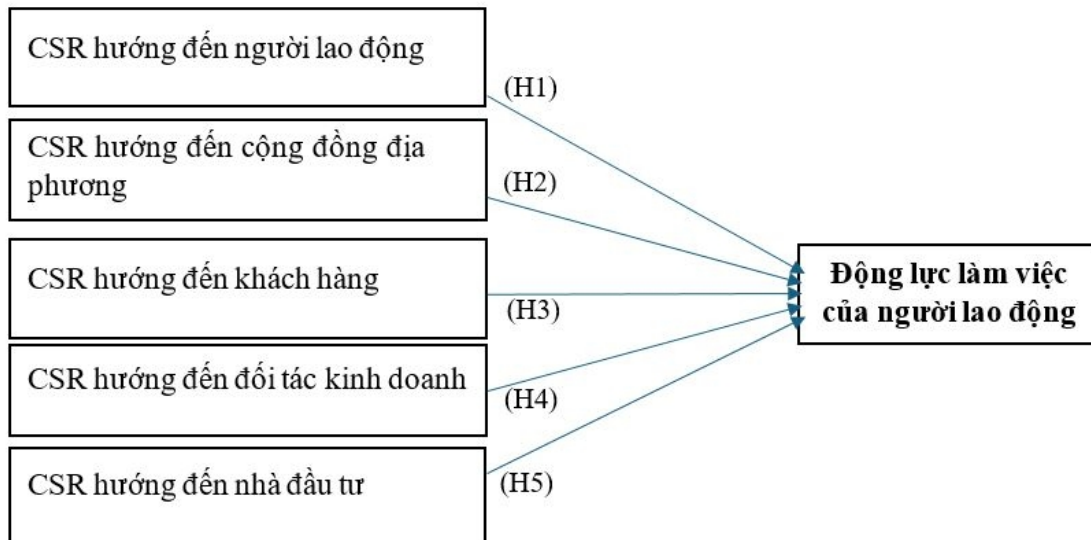 CSR hướng đến người lao động
(H1)
CSR hướng đến cộng đồng địa
phương
(H2)
CSR hướng đến khách hàng
(H3)
CSR hướng đến đối tác kinh doanh
(H4)
CSR hướng đến nhà đầu tư
(H5)
Động lực làm việc
của người lao động